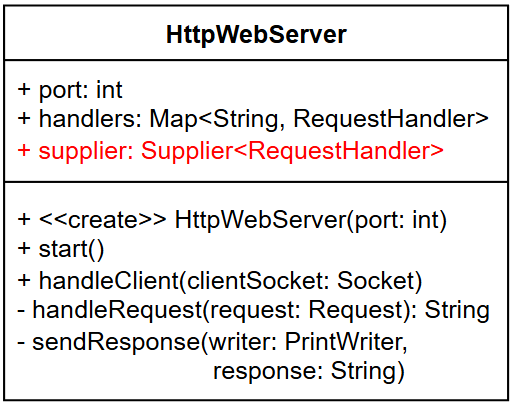 HttpWebServer
+ port: int
+ handlers: Map<String, RequestHandler>
+ supplier: Supplier<RequestHandler>
+ <<create>> HttpWebServer(port: int)
+ start()
+ handleClient(clientSocket: Socket)
- handleRequest(request: Request): String
- sendResponse(writer: PrintWriter,
response: String)